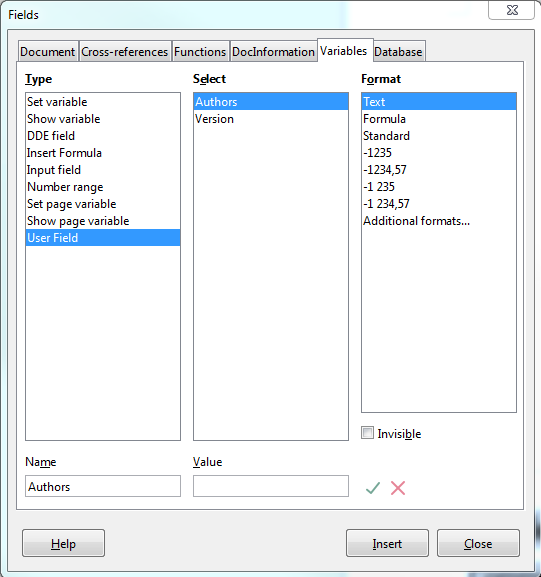 Fields
Document Cross-references Functions DocInformation Variables Database
Type Select Format
Set variable
Show variable
DDE field
Insert Formula
Input field
Number range
Set page variable
Show page variable
User Field
Authors
Version
Text
Formula
Standard
-1235
-1234,57
-1 235
-1 234,57
Additional formats...
Invisible
Name Value
Authors
Help Insert Close